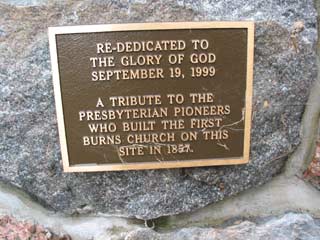 RE-DEDICATED TO
THE GLORY OF GOD
SEPTEMBER 19, 1999
A TRIBUTE TO THE
PRESBYTERIAN PIONEERS
WHO BUILT THE FIRST
BURNS CHURCH ON THIS
SITE IN 1837.